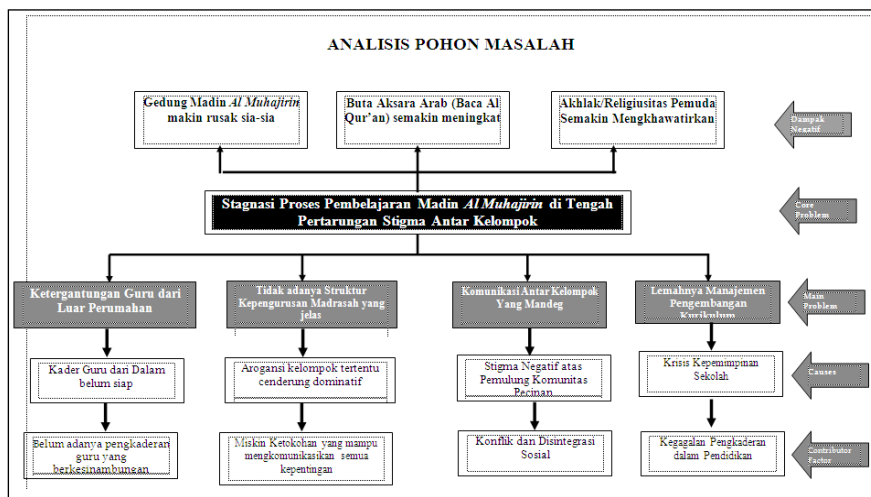 ANALISIS POHON MASALAH
Gedung Madin Al Muhajirin
makin rusak sia-sia
Buta Aksara Arab (Baca Al
Qur'an) semakin meningkat
Akhlak/Religiusitas Pemuda
Semakin Mengkhawatirkan
Dampak
Negatif
Stagnasi Proses Pembelajaran Madin Al Muhajirin di Tengah
Pertarungan Stigma Antar Kelompok
Core
Problem
Ketergantungan Guru dari
Luar Perumahan
Tidak adanya Struktur
Kepengurusan Madrasah yang
jelas
Komunikasi Antar Kelompok
Yang Mandeg
Lemahnya Manajemen
Pengembangan
Kurikulum
Main
Problem
Kader Guru dari Dalam
belum siap
Arogansi kelompok tertentu
cenderung dominatif
Stigma Negatif atas
Pemulung Komunitas
Pecinan
Krisis Kepemimpinan
Sekolah
Causes
Belum adanya pengkaderan
guru yang
berkesinambungan
Miskin Ketokohan yang mampu
mengkomunikasikan semua
kepentingan
Konflik dan Disintegrasi
Sosial
Kegagalan Pengkaderan
dalam Pendidikan
Contributor
Factor